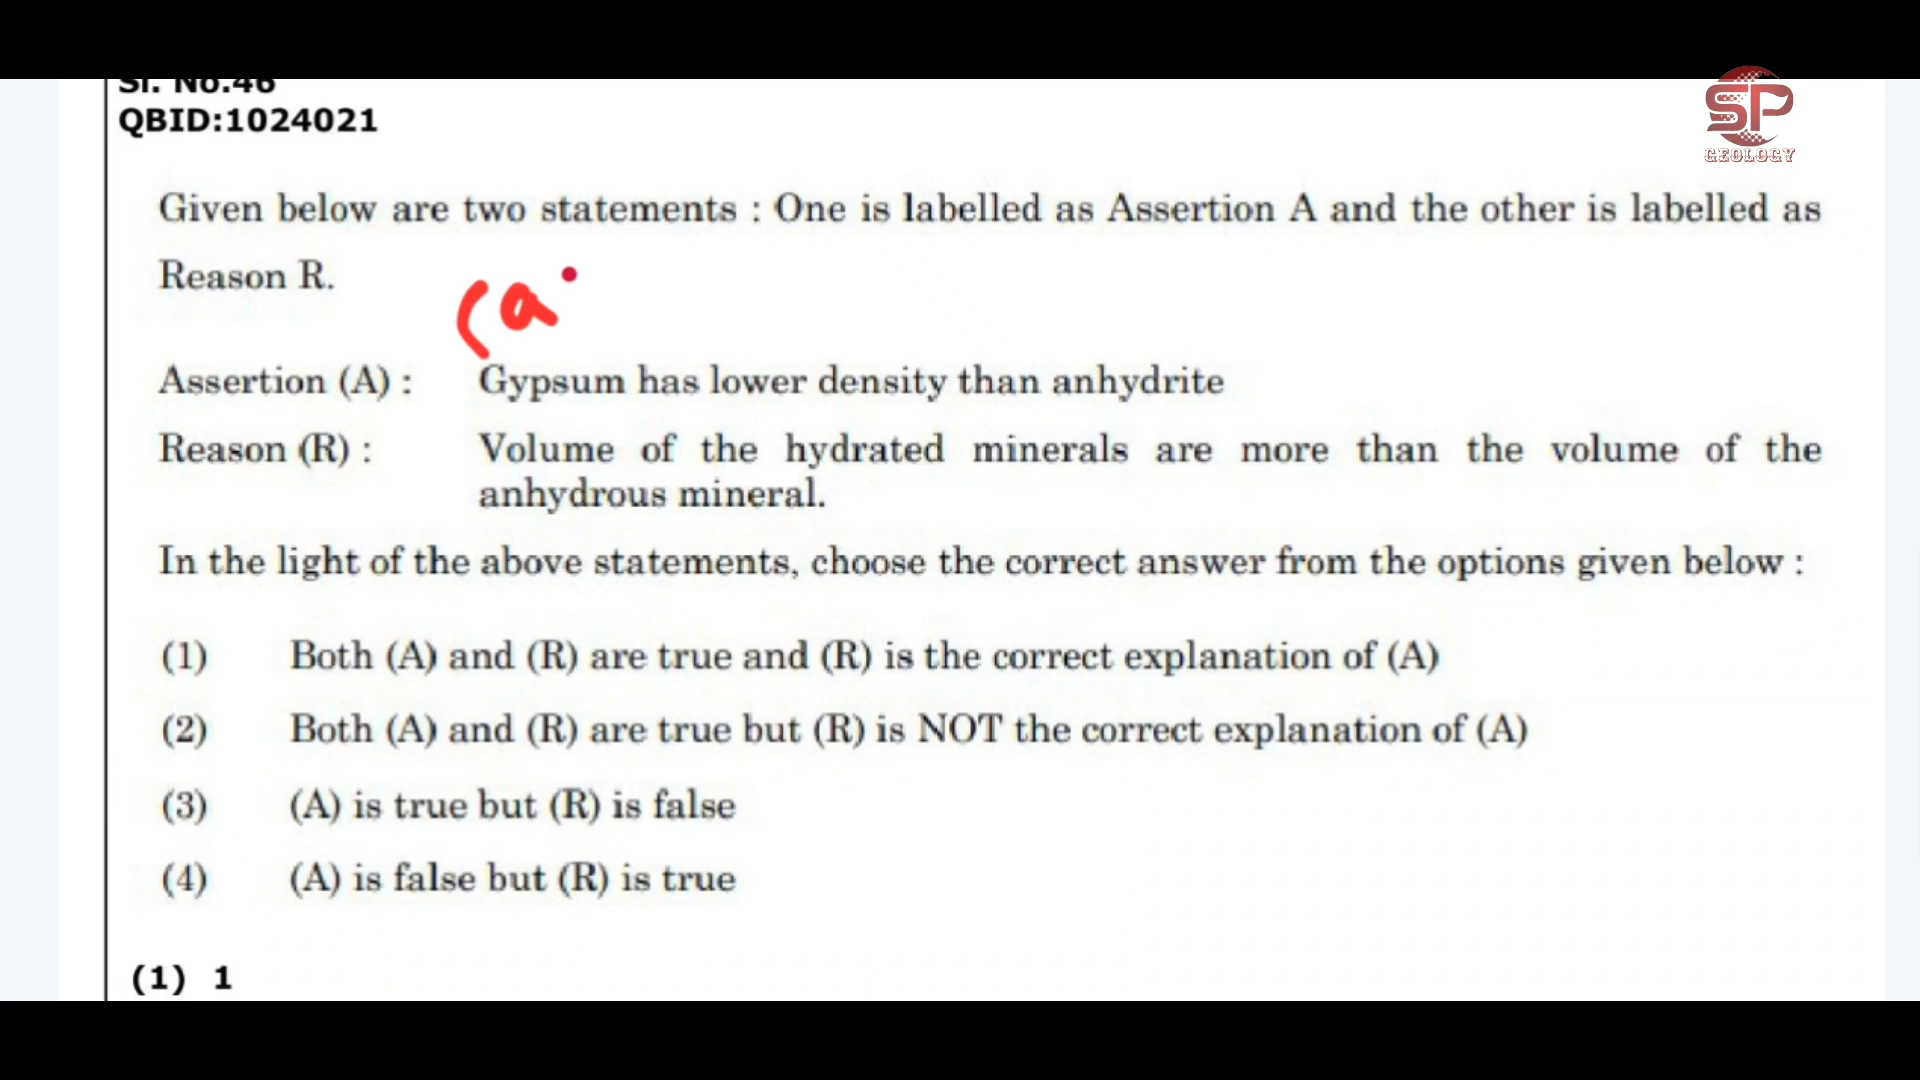 Sl. No.46
QBID:1024021
SP
GEOLOGY
Given below are two statements : One is labelled as Assertion A and the other is labelled as
Reason R.
(a
Assertion (A) : Gypsum has lower density than anhydrite
Reason (R) : Volume of the hydrated minerals are more than the volume of the
anhydrous mineral.
In the light of the above statements, choose the correct answer from the options given below :
(1) Both (A) and (R) are true and (R) is the correct explanation of (A)
(2) Both (A) and (R) are true but (R) is NOT the correct explanation of (A)
(3) (A) is true but (R) is false
(4) (A) is false but (R) is true
(1) 1